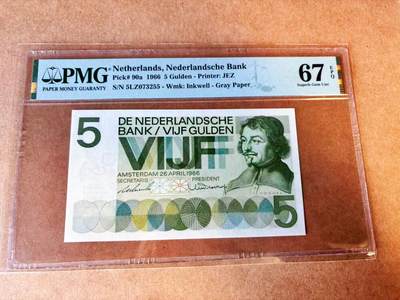 PMG
PAPER MONEY GUARANTY
Netherlands, Nederlandsche Bank
Pick# 90a 1966 5 Gulden - Printer: JEZ
S/N 5LZ073255 - Wmk: Inkwell - Gray Paper
67 EPQ
Superb Gem Unc
5
DE NEDERLANDSCHE
BANK / VIJF GULDEN
VIJF
AMSTERDAM 26 APRIL 1966
SECRETARIS
PRESIDENT
5